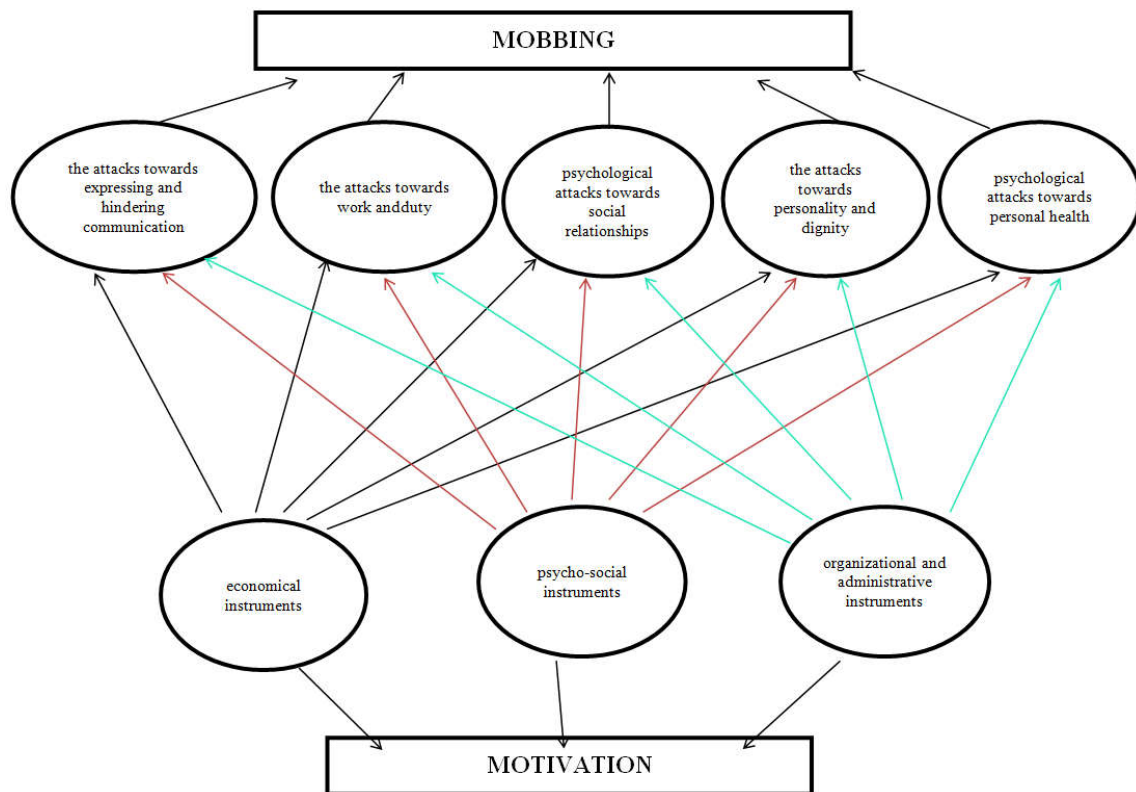 MOBBING
the attacks towards
expressing and
hindering
communication
the attacks towards
work andduty
psychological
attacks towards
social
relationships
the attacks
towards
personality and
dignity
psychological
attacks towards
personal health
economical
instruments
psycho-social
instruments
organizational and
administrative
instruments
MOTIVATION